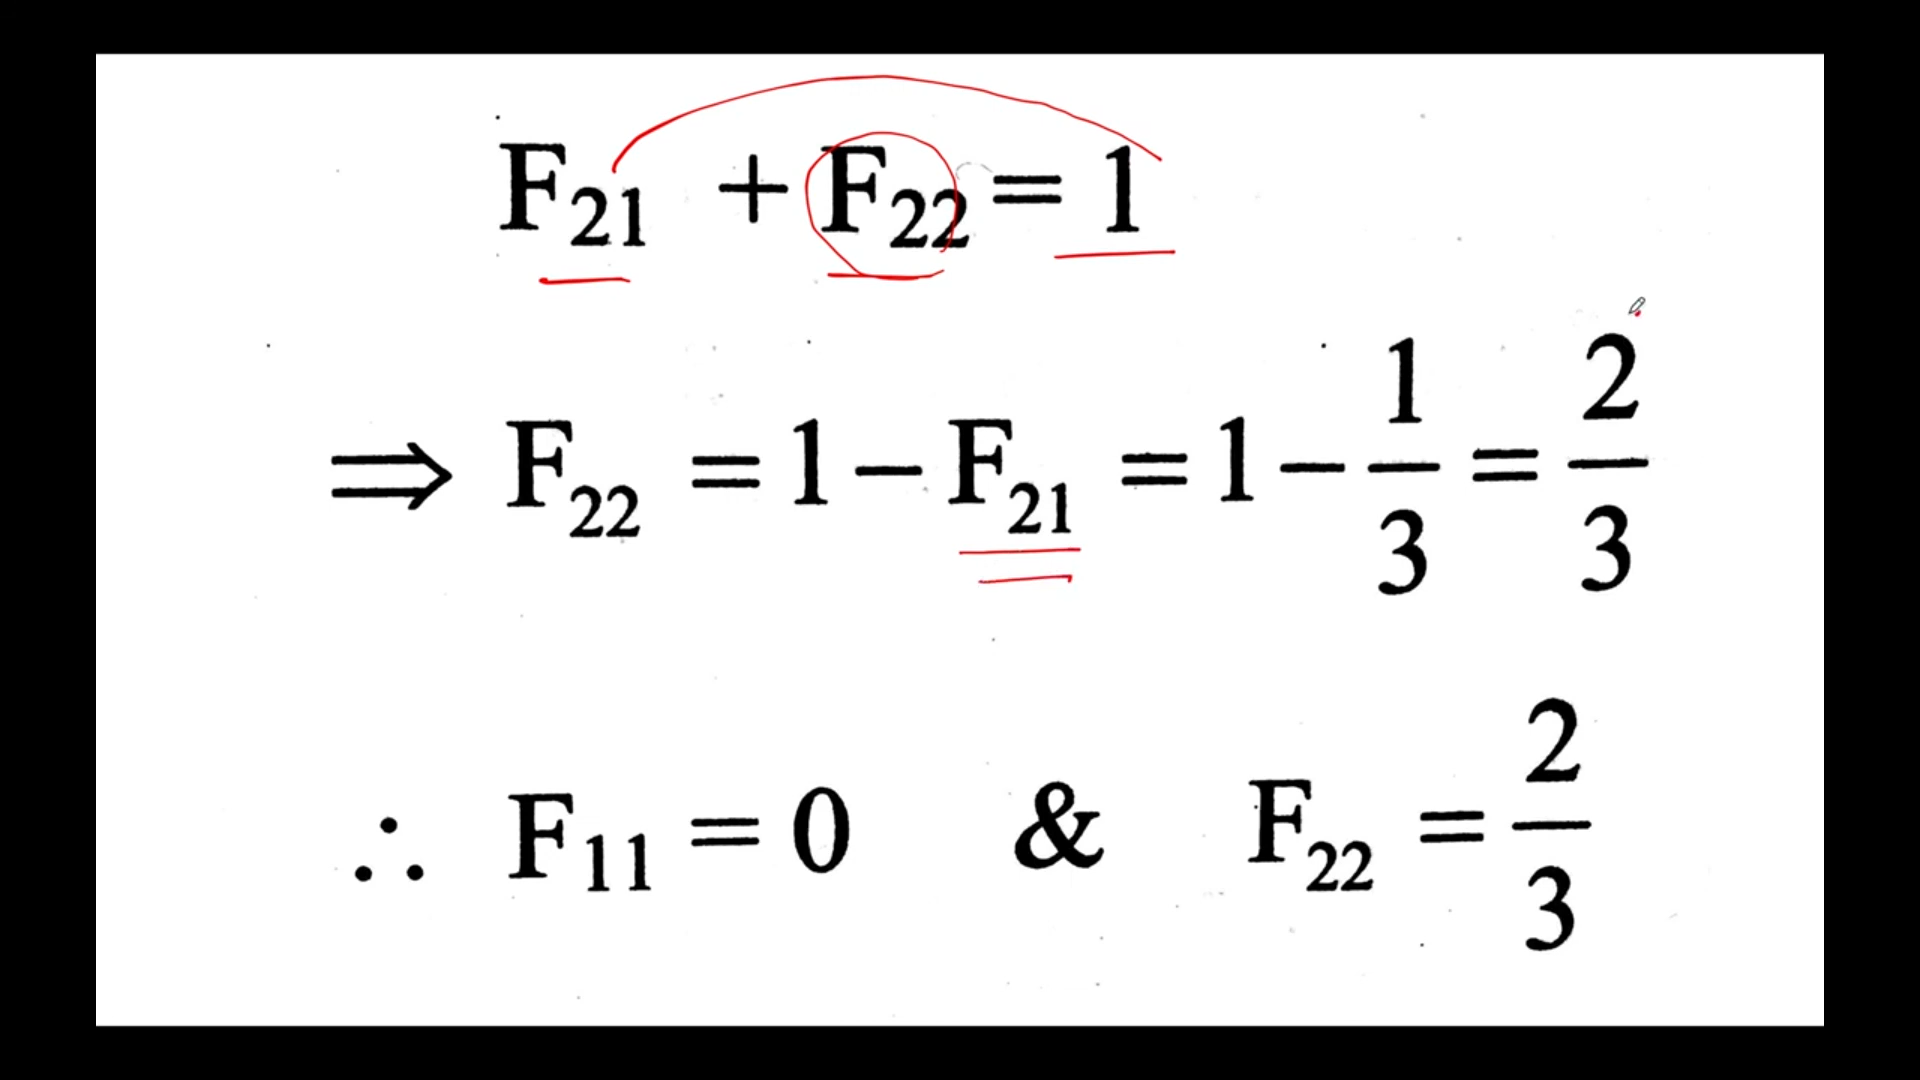 F₂₁ + F₂₂ = 1
⇒ F₂₂ = 1 − F₂₁ = 1 − 1/3 = 2/3
∴ F₁₁ = 0 & F₂₂ = 2/3